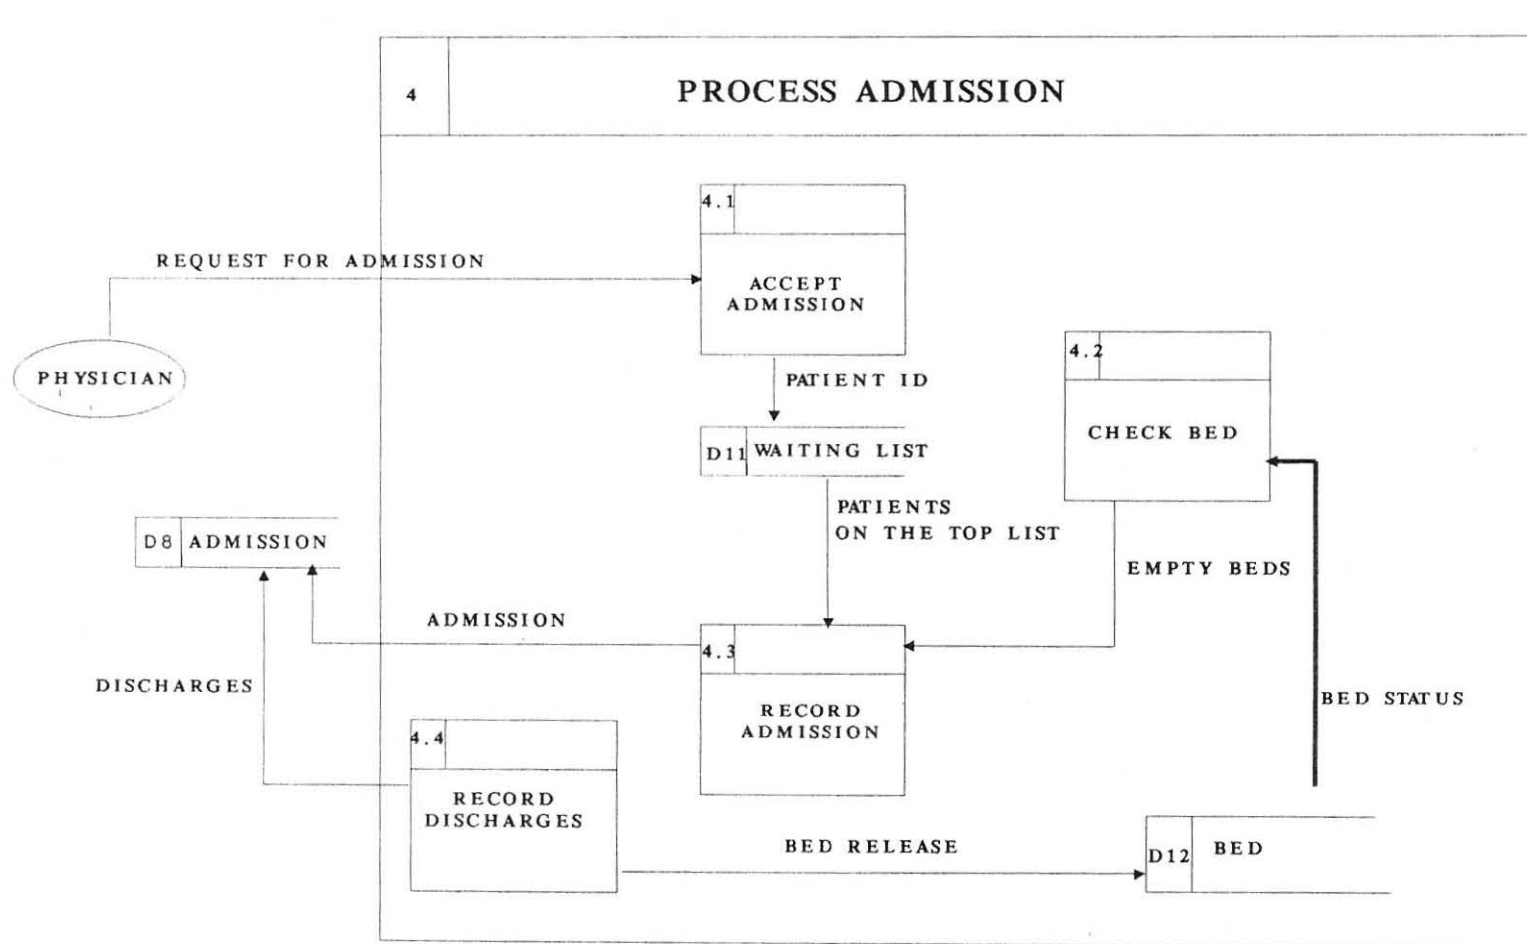 4
PROCESS ADMISSION
4.1
REQUEST FOR ADMISSION
ACCEPT
ADMISSION
4.2
PHYSICIAN
PATIENT ID
CHECK BED
D11 WAITING LIST
PATIENTS
ON THE TOP LIST
D8 ADMISSION
EMPTY BEDS
ADMISSION
4.3
DISCHARGES
BED STATUS
RECORD
ADMISSION
4.4
RECORD
DISCHARGES
BED RELEASE
D12 BED